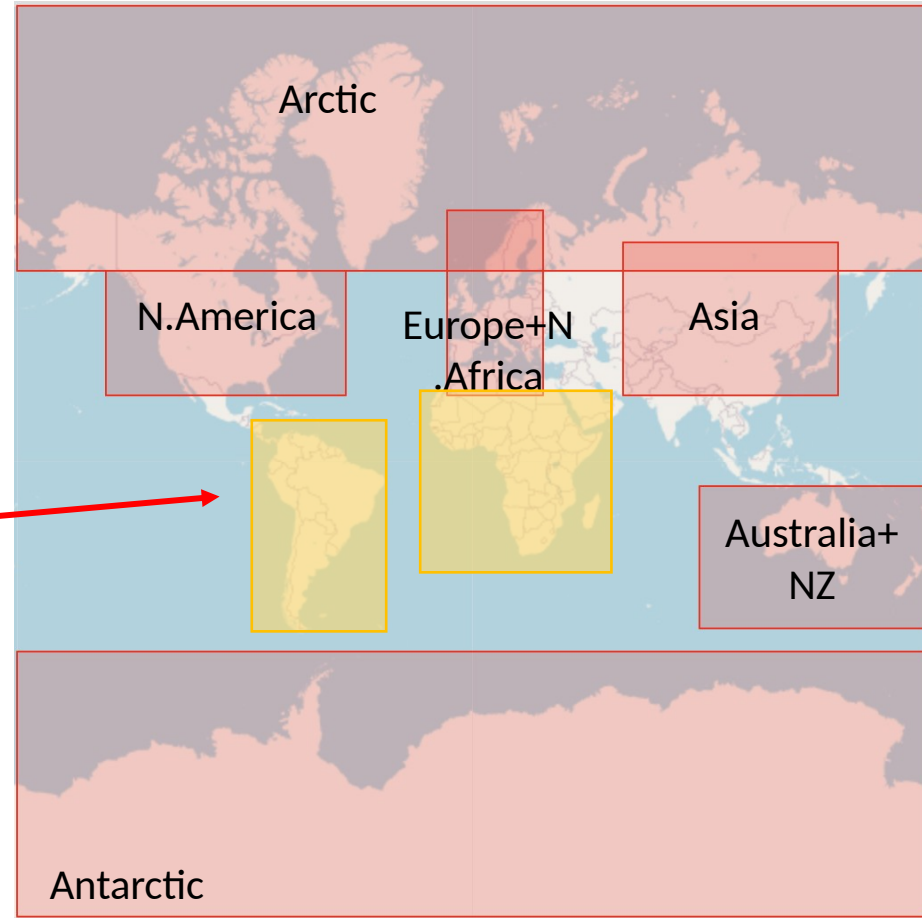 Arctic
N.America
Europe+N
.Africa
Asia
Australia+
NZ
Antarctic